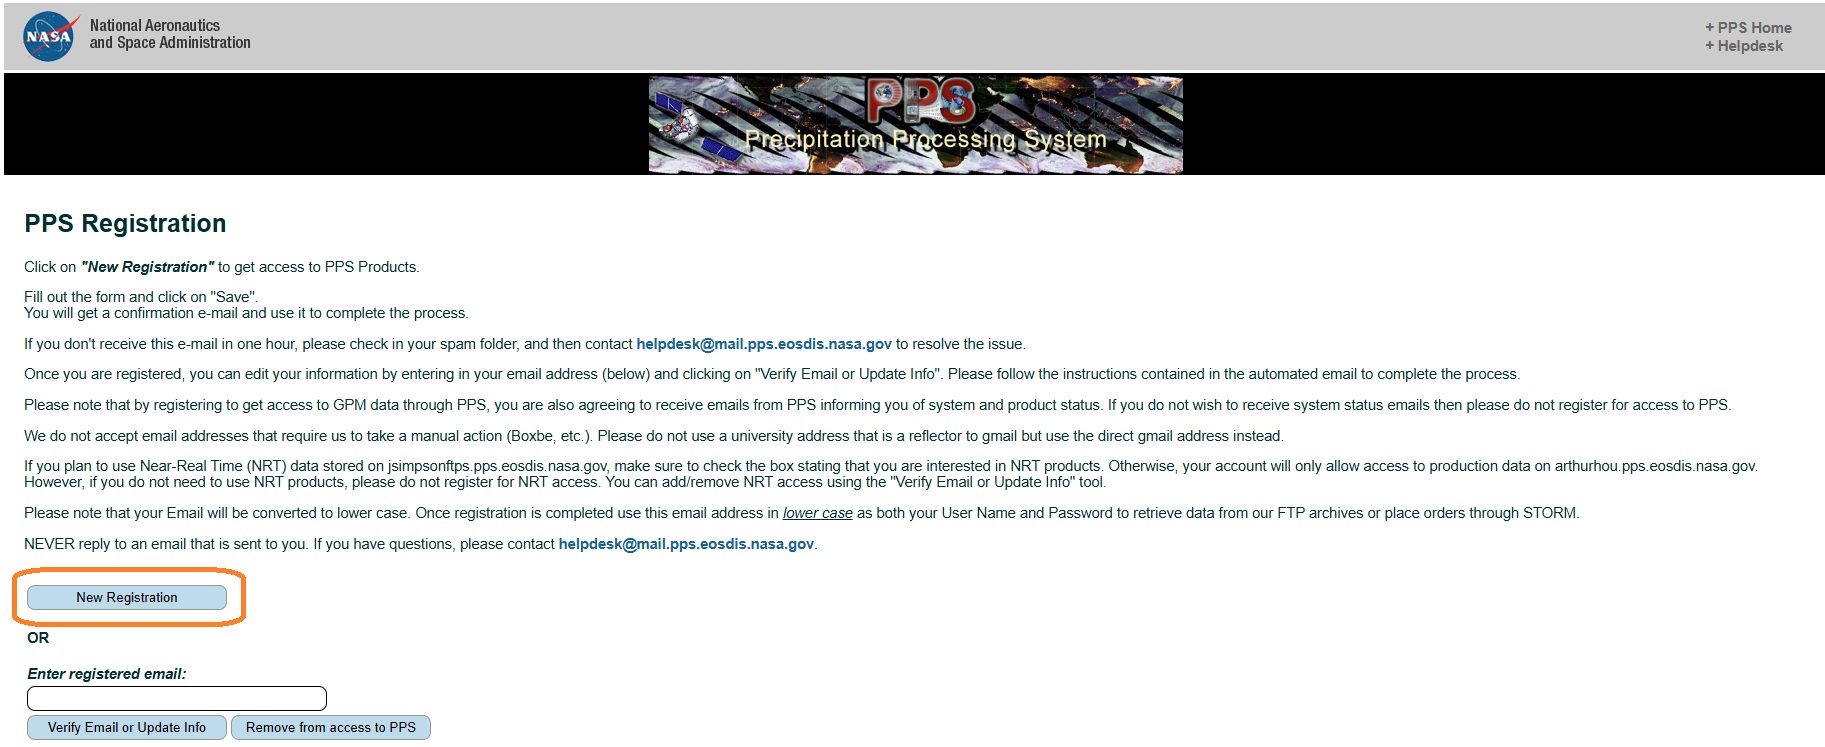 NASA
National Aeronautics
and Space Administration
+ PPS Home
+ Helpdesk
PPS
Precipitation Processing System
PPS Registration
Click on "New Registration" to get access to PPS Products.
Fill out the form and click on "Save".
You will get a confirmation e-mail and use it to complete the process.
If you don't receive this e-mail in one hour, please check in your spam folder, and then contact helpdesk@mail.pps.eosdis.nasa.gov to resolve the issue.
Once you are registered, you can edit your information by entering in your email address (below) and clicking on "Verify Email or Update Info". Please follow the instructions contained in the automated email to complete the process.
Please note that by registering to get access to GPM data through PPS, you are also agreeing to receive emails from PPS informing you of system and product status. If you do not wish to receive system status emails then please do not register for access to PPS.
We do not accept email addresses that require us to take a manual action (Boxbe, etc.). Please do not use a university address that is a reflector to gmail but use the direct gmail address instead.
If you plan to use Near-Real Time (NRT) data stored on jsimpsonftps.pps.eosdis.nasa.gov, make sure to check the box stating that you are interested in NRT products. Otherwise, your account will only allow access to production data on arthurhou.pps.eosdis.nasa.gov.
However, if you do not need to use NRT products, please do not register for NRT access. You can add/remove NRT access using the "Verify Email or Update Info" tool.
Please note that your Email will be converted to lower case. Once registration is completed use this email address in lower case as both your User Name and Password to retrieve data from our FTP archives or place orders through STORM.
NEVER reply to an email that is sent to you. If you have questions, please contact helpdesk@mail.pps.eosdis.nasa.gov.
New Registration
OR
Enter registered email:
Verify Email or Update Info
Remove from access to PPS